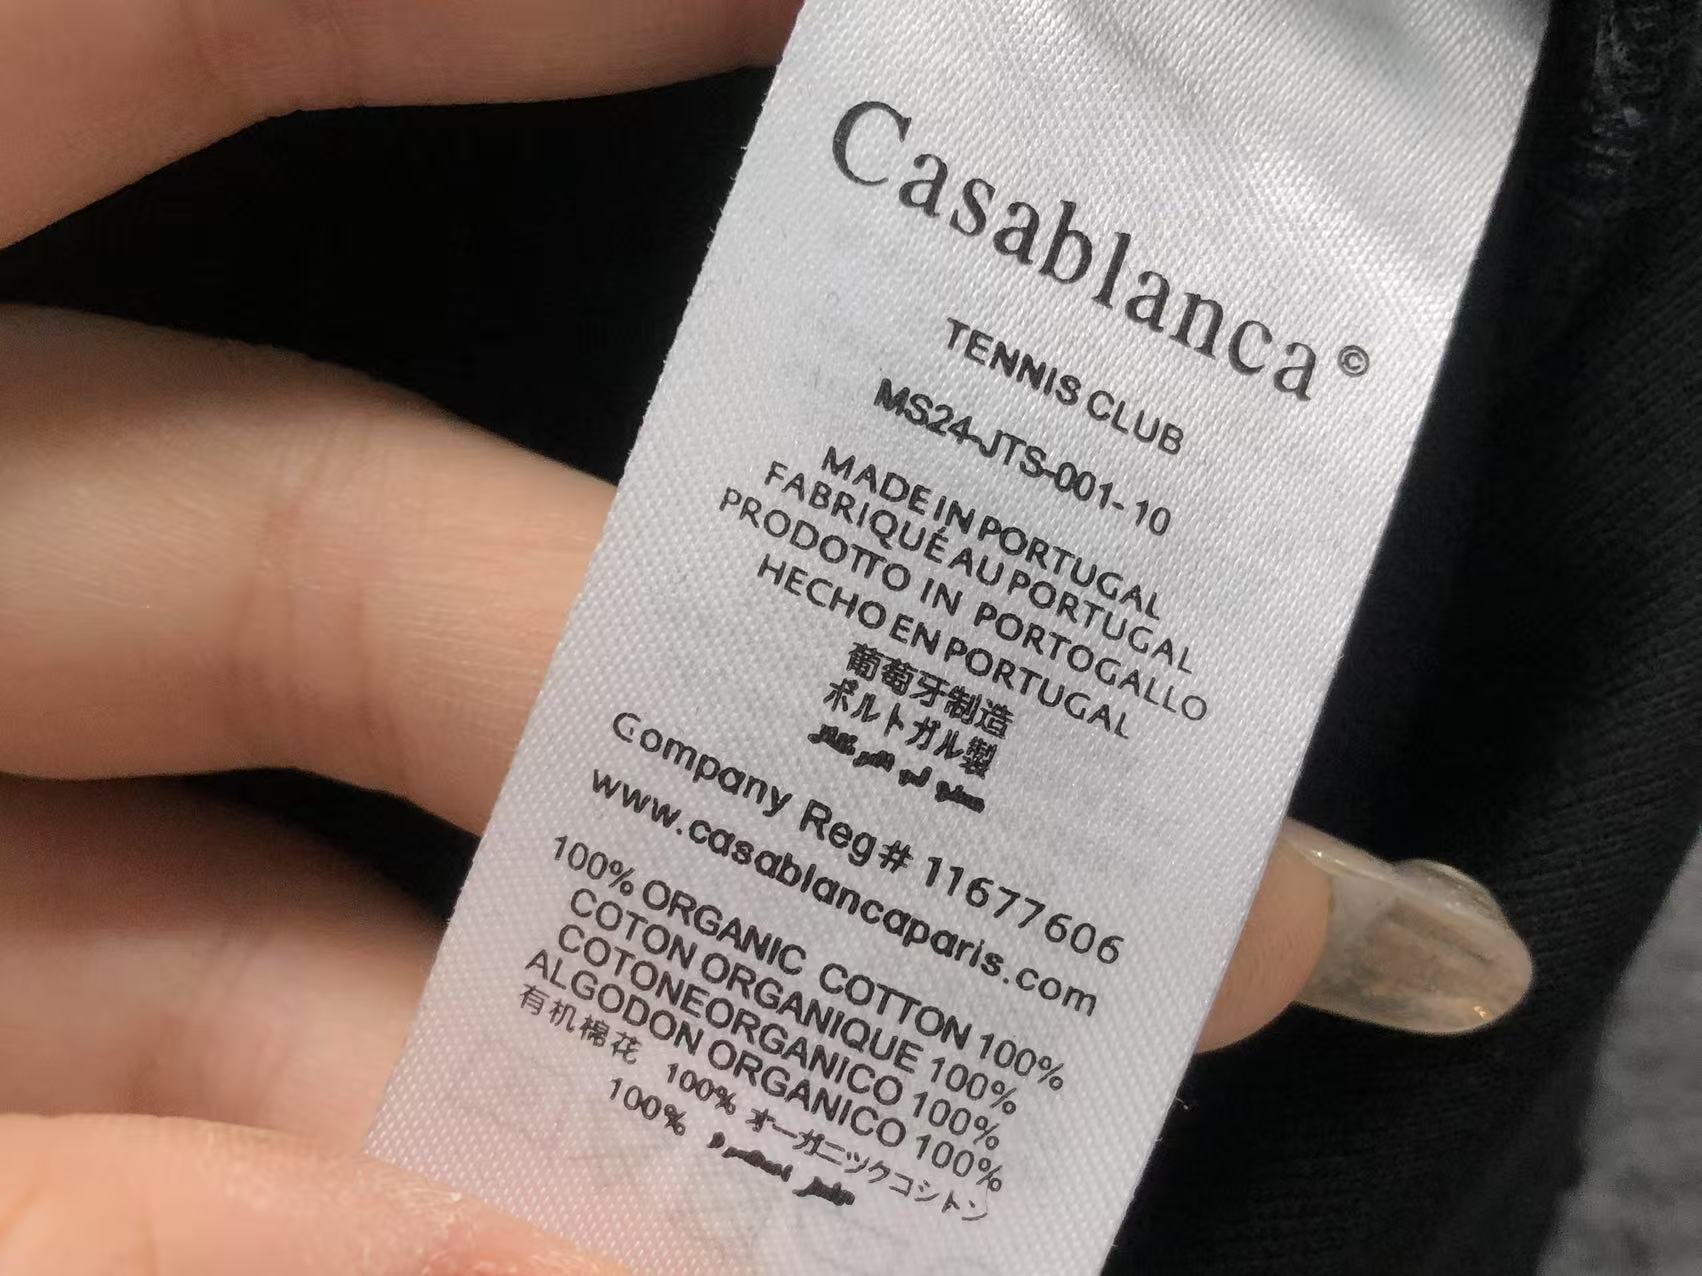 Casablanca©
TENNIS CLUB
MS24-JTS-001-10
MADE IN PORTUGAL
FABRIQUÉ AU PORTUGAL
PRODOTTO IN PORTOGALLO
HECHO EN PORTUGAL
葡萄牙制造
ポルトガル製
Company Reg# 11677606
www.casablancaparis.com
100% ORGANIC COTTON 100%
COTON ORGANIQUE 100%
COTONEORGANICO 100%
ALGODON ORGANICO 100%
有机棉花 100% オーガニックコシトン
100%